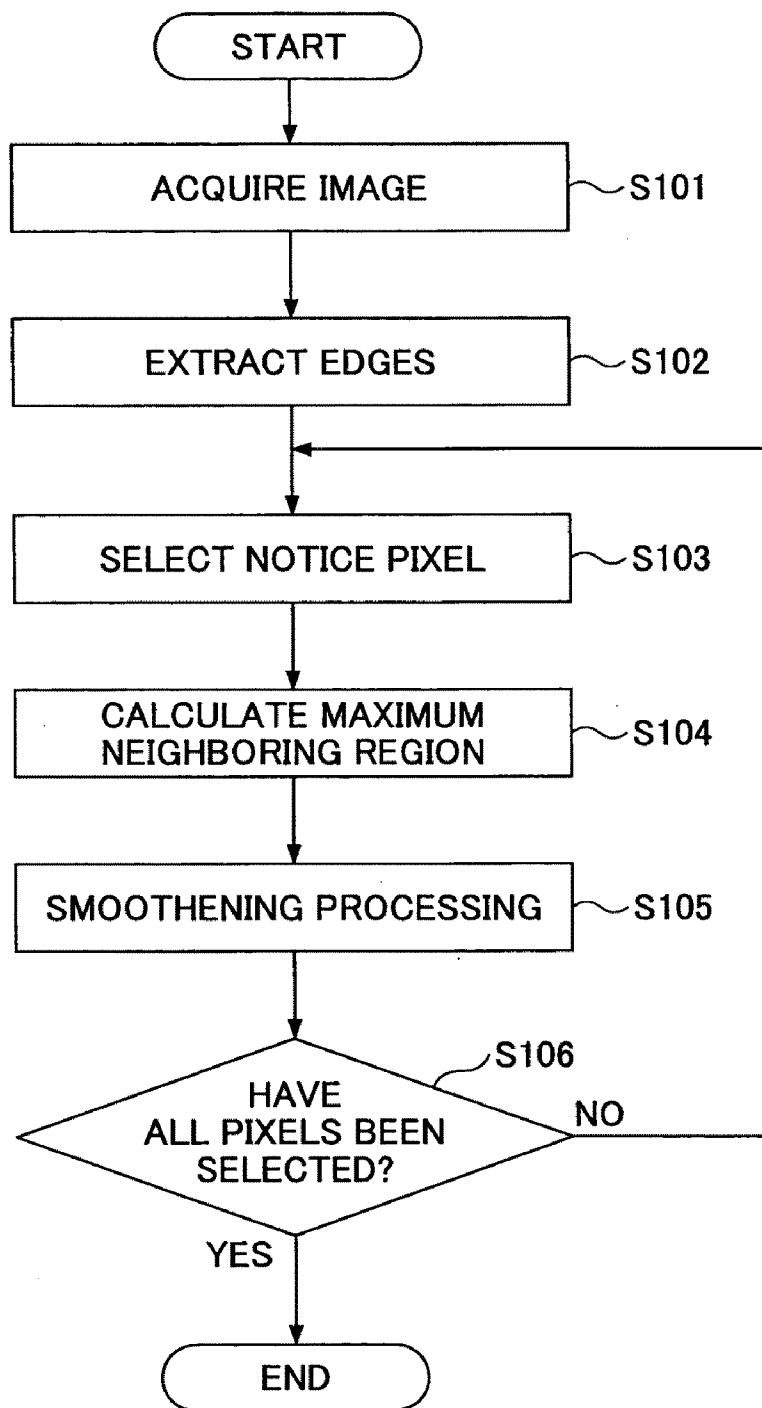 START
ACQUIRE IMAGE
S101
EXTRACT EDGES
S102
SELECT NOTICE PIXEL
S103
CALCULATE MAXIMUM
NEIGHBORING REGION
S104
SMOOTHENING PROCESSING
S105
S106
HAVE
ALL PIXELS BEEN
SELECTED?
NO
YES
END